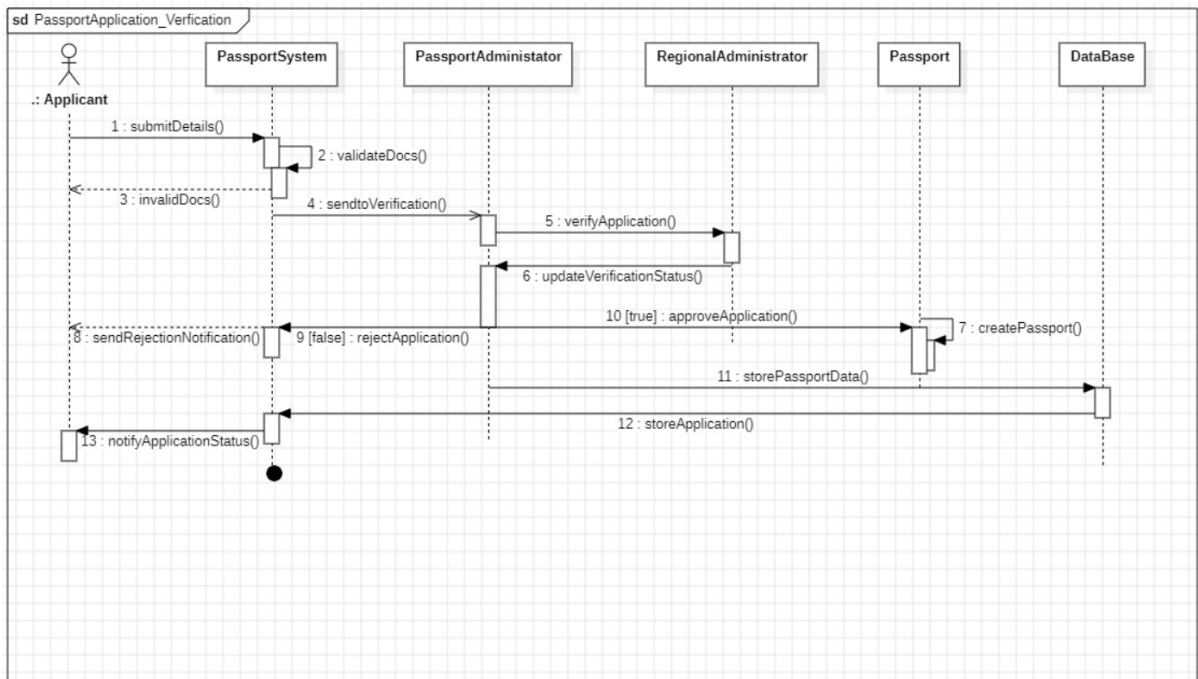 sd PassportApplication_Verfication
PassportSystem
PassportAdministator
RegionalAdministrator
Passport
DataBase
.: Applicant
1 : submitDetails()
2 : validateDocs()
3 : invalidDocs()
4 : sendtoVerification()
5 : verifyApplication()
6 : updateVerificationStatus()
10 [true] : approveApplication()
7 : createPassport()
8 : sendRejectionNotification()
9 [false] : rejectApplication()
11 : storePassportData()
12 : storeApplication()
13 : notifyApplicationStatus()